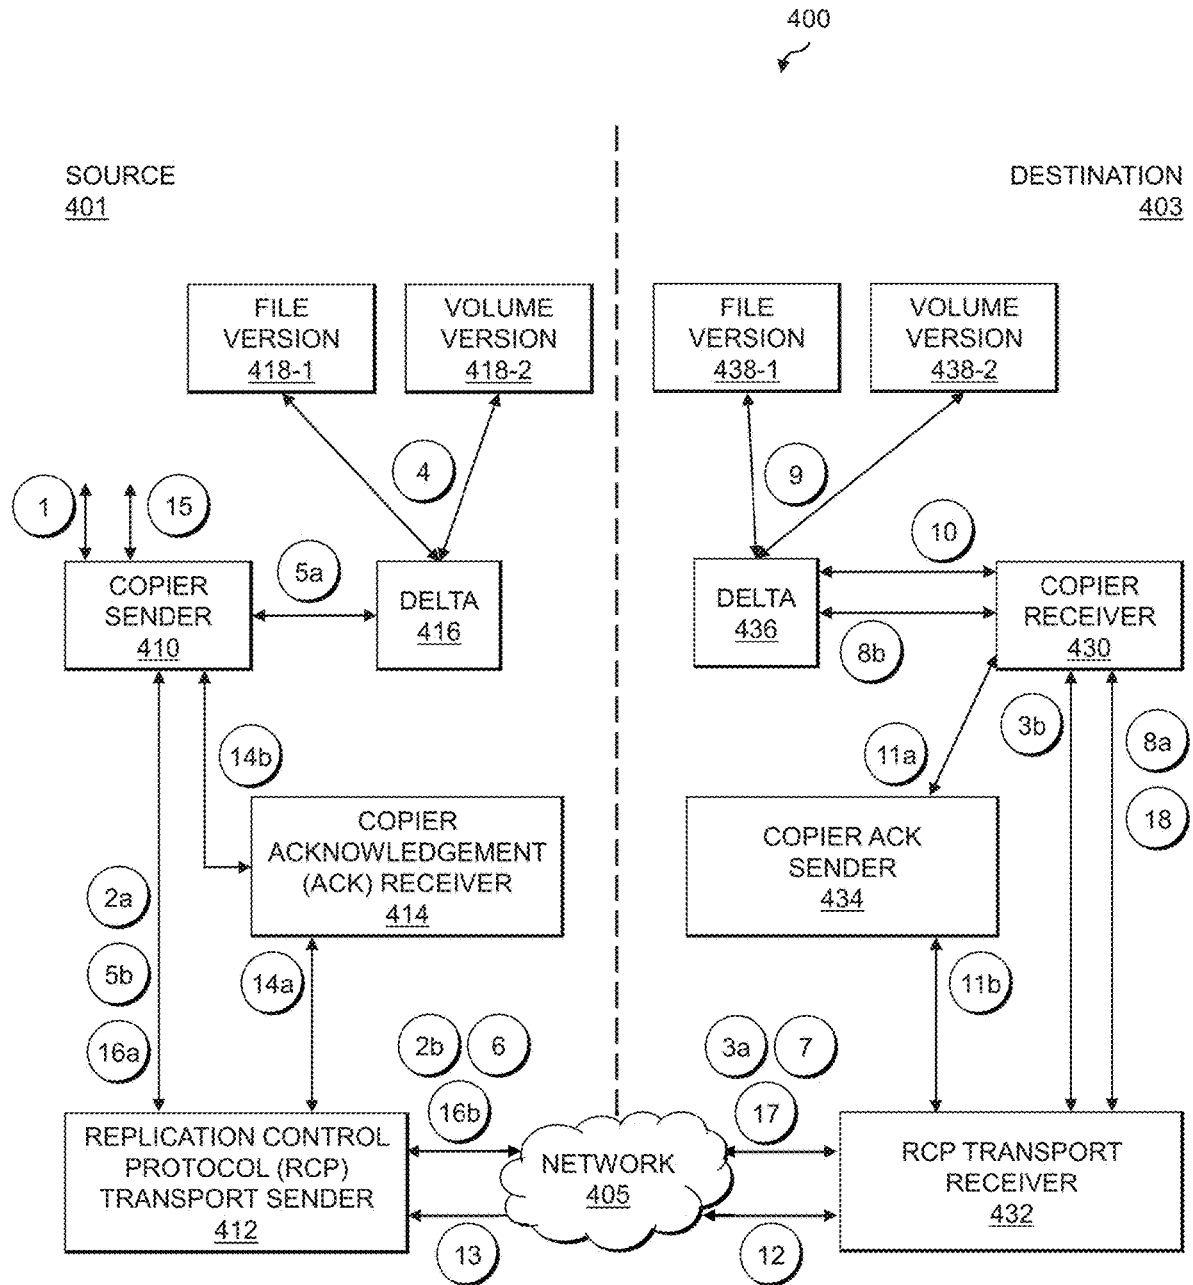 400
SOURCE
401
DESTINATION
403
FILE
VERSION
418-1
VOLUME
VERSION
418-2
FILE
VERSION
438-1
VOLUME
VERSION
438-2
4
9
1
15
5a
10
COPIER
SENDER
410
DELTA
416
DELTA
436
COPIER
RECEIVER
430
8b
14b
11a
3b
8a
18
COPIER
ACKNOWLEDGEMENT
(ACK) RECEIVER
414
COPIER ACK
SENDER
434
2a
5b
16a
14a
11b
2b
6
16b
3a
7
17
REPLICATION CONTROL
PROTOCOL (RCP)
TRANSPORT SENDER
412
NETWORK
405
RCP TRANSPORT
RECEIVER
432
13
12